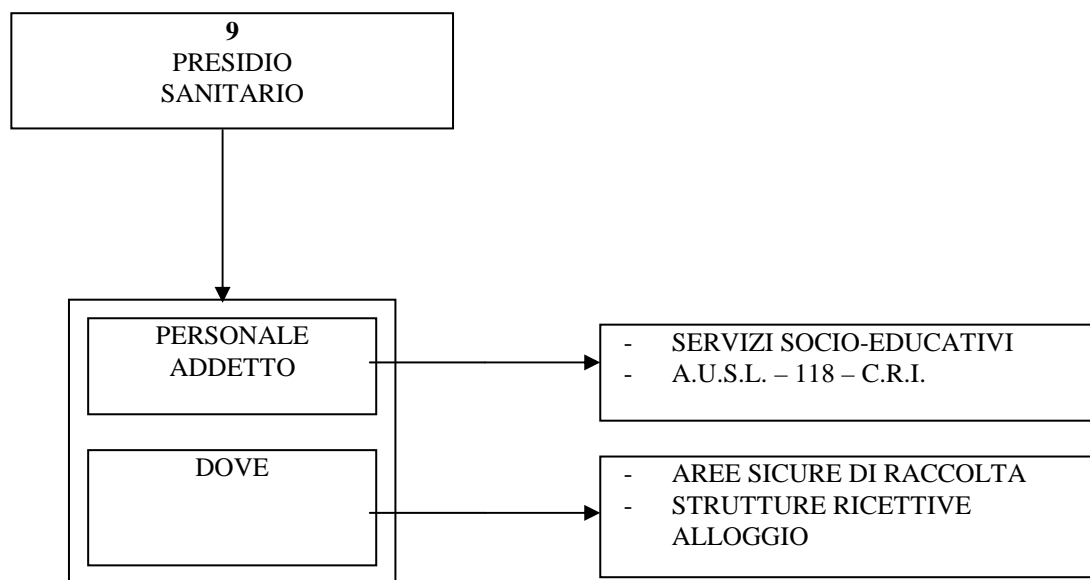 9
PRESIDIO
SANITARIO
PERSONALE
ADDETTO
- SERVIZI SOCIO-EDUCATIVI
- A.U.S.L. – 118 – C.R.I.
DOVE
- AREE SICURE DI RACCOLTA
- STRUTTURE RICETTIVE
ALLOGGIO